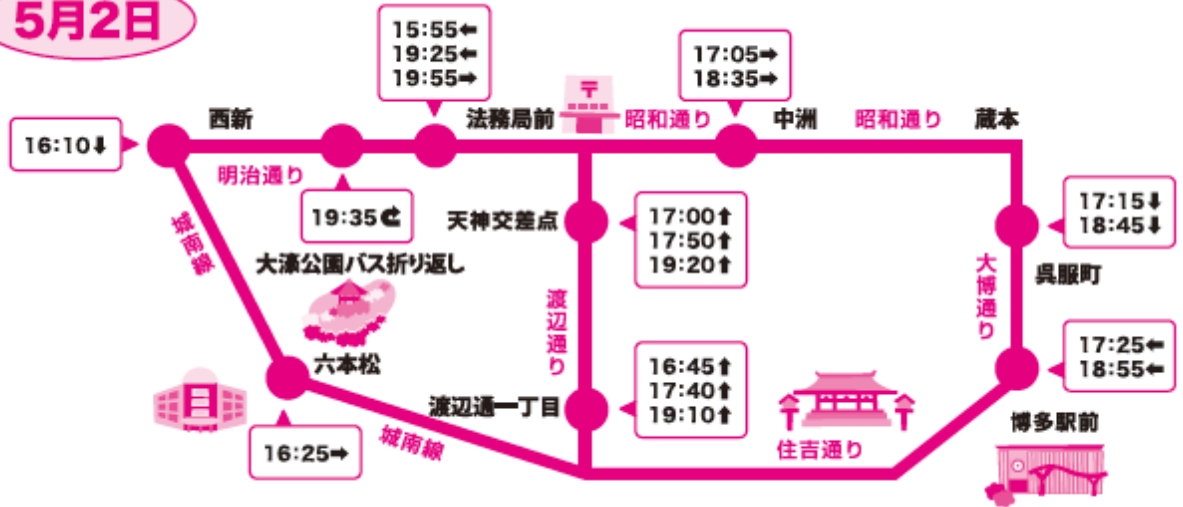 5月2日
15:55←
19:25←
19:55→
17:05→
18:35→
西新
法務局前
〒
昭和通り
中洲
昭和通り
蔵本
16:10↓
明治通り
19:35⮌
天神交差点
17:00↑
17:50↑
19:20↑
17:15↓
18:45↓
城南線
大濠公園バス折り返し
大博通り
呉服町
渡辺通り
六本松
16:45↑
17:40↑
19:10↑
17:25←
18:55←
渡辺通一丁目
博多駅前
城南線
住吉通り
16:25→